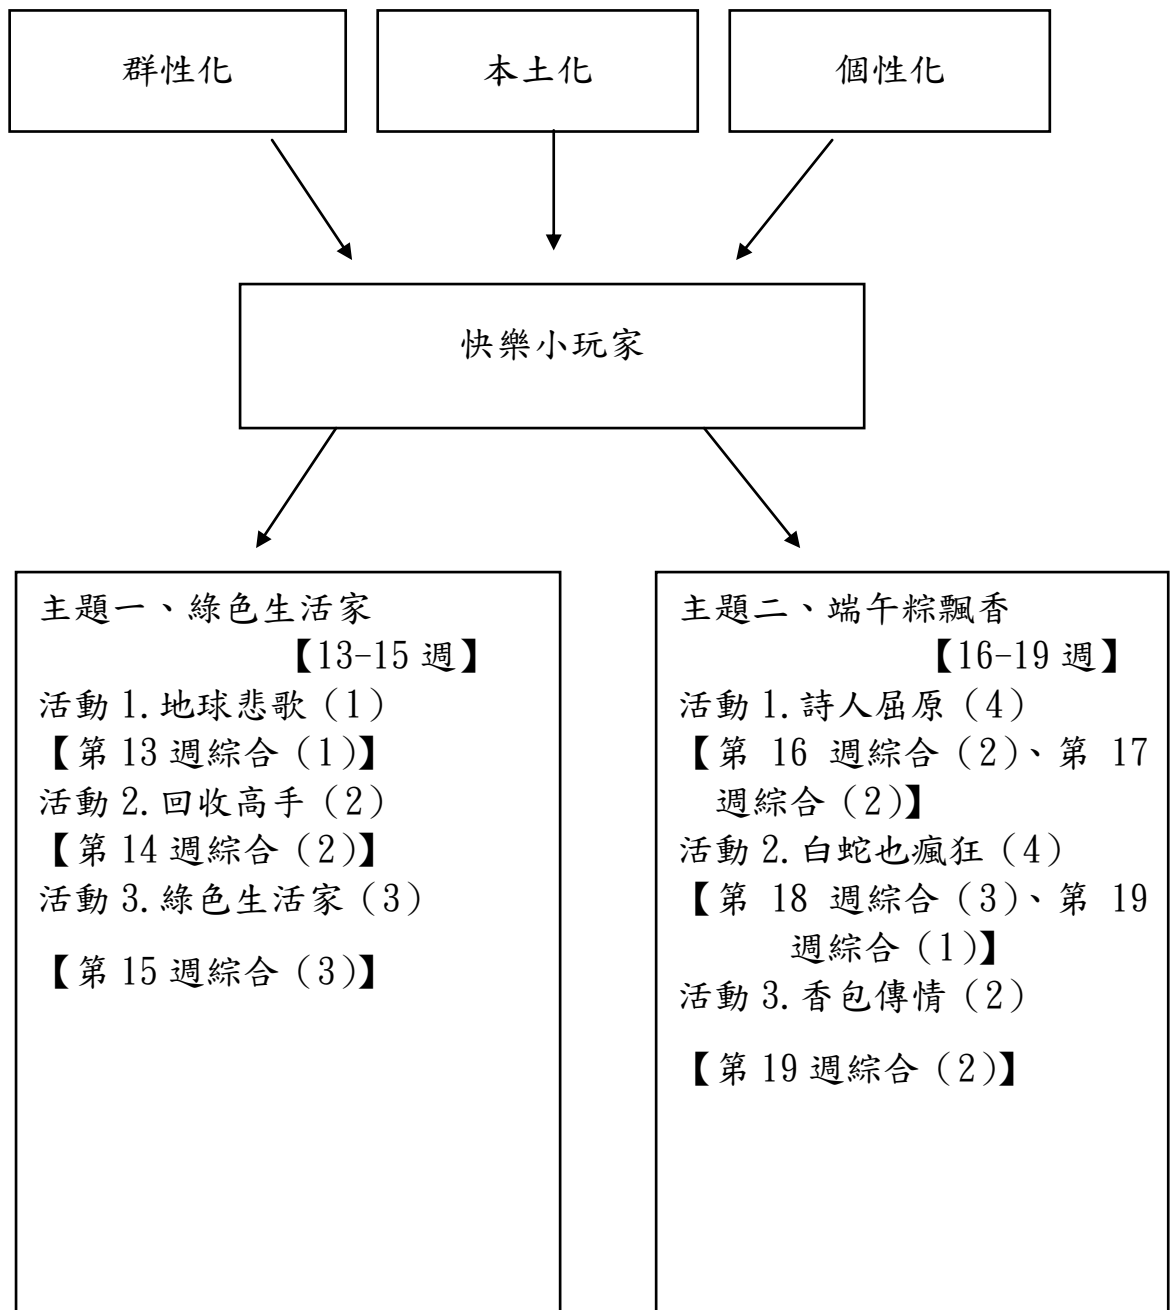 群性化
本土化
個性化
快樂小玩家
主題一、綠色生活家
【13-15 週】
活動 1.地球悲歌（1）
【第 13 週綜合（1）】
活動 2.回收高手（2）
【第 14 週綜合（2）】
活動 3.綠色生活家（3）
【第 15 週綜合（3）】
主題二、端午粽飄香
【16-19 週】
活動 1.詩人屈原（4）
【第 16 週綜合（2）、第 17
週綜合（2）】
活動 2.白蛇也瘋狂（4）
【第 18 週綜合（3）、第 19
週綜合（1）】
活動 3.香包傳情（2）
【第 19 週綜合（2）】